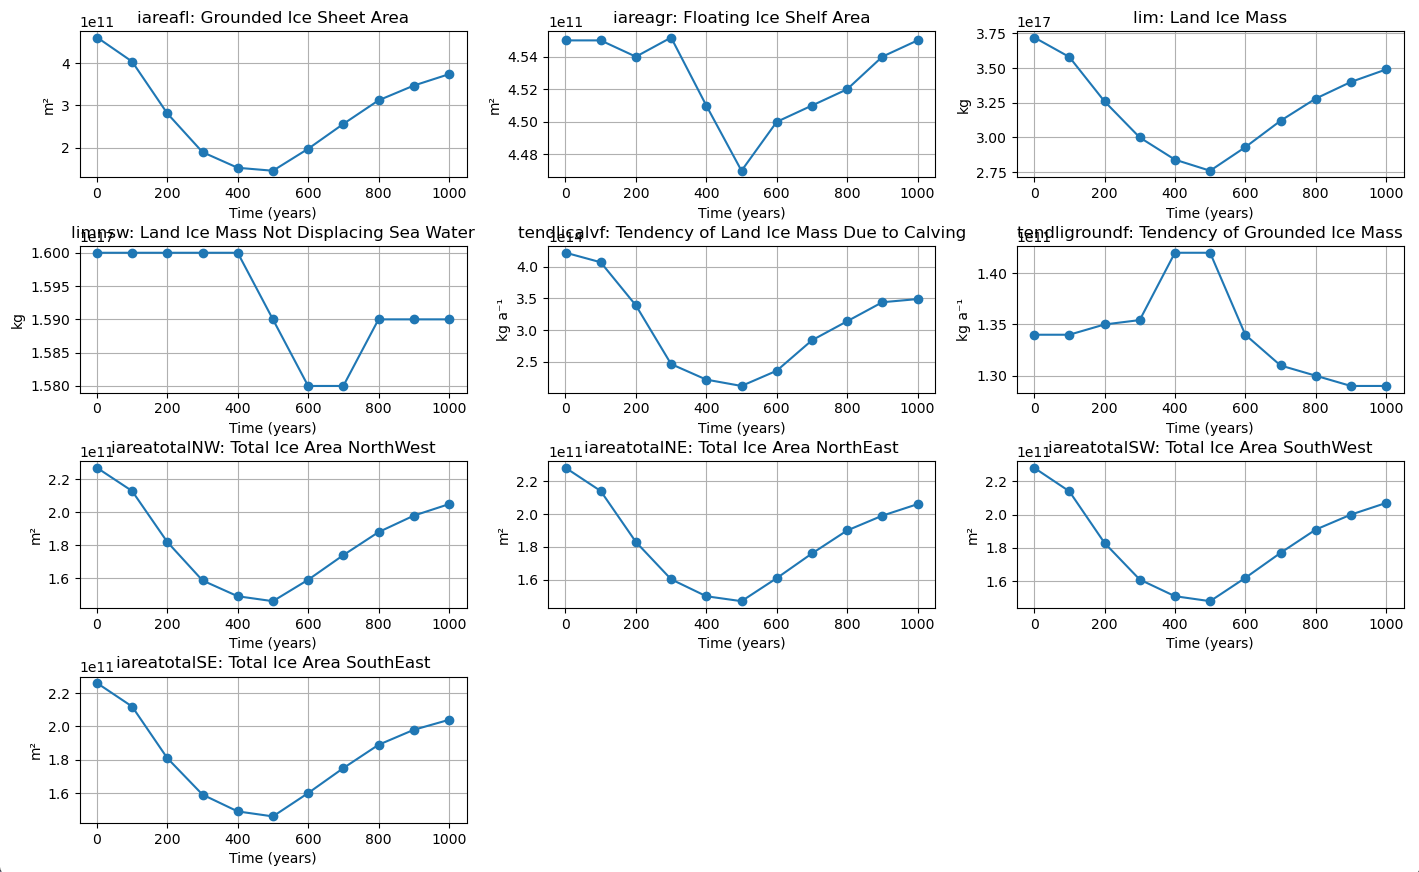 iareafl: Grounded Ice Sheet Area
1e11
4
3
2
m²
0 200 400 600 800 1000
Time (years)
iareagr: Floating Ice Shelf Area
1e11
4.54
4.52
4.50
4.48
m²
0 200 400 600 800 1000
Time (years)
lim: Land Ice Mass
1e17
3.75
3.50
3.25
3.00
2.75
kg
0 200 400 600 800 1000
Time (years)
limnsw: Land Ice Mass Not Displacing Sea Water
1e17
1.600
1.595
1.590
1.585
1.580
kg
0 200 400 600 800 1000
Time (years)
tendlicalvf: Tendency of Land Ice Mass Due to Calving
1e14
4.0
3.5
3.0
2.5
kg a⁻¹
0 200 400 600 800 1000
Time (years)
tendligroundf: Tendency of Grounded Ice Mass
1e11
1.40
1.35
1.30
kg a⁻¹
0 200 400 600 800 1000
Time (years)
iareatotalNW: Total Ice Area NorthWest
1e11
2.2
2.0
1.8
1.6
m²
0 200 400 600 800 1000
Time (years)
iareatotalNE: Total Ice Area NorthEast
1e11
2.2
2.0
1.8
1.6
m²
0 200 400 600 800 1000
Time (years)
iareatotalSW: Total Ice Area SouthWest
1e11
2.2
2.0
1.8
1.6
m²
0 200 400 600 800 1000
Time (years)
iareatotalSE: Total Ice Area SouthEast
1e11
2.2
2.0
1.8
1.6
m²
0 200 400 600 800 1000
Time (years)